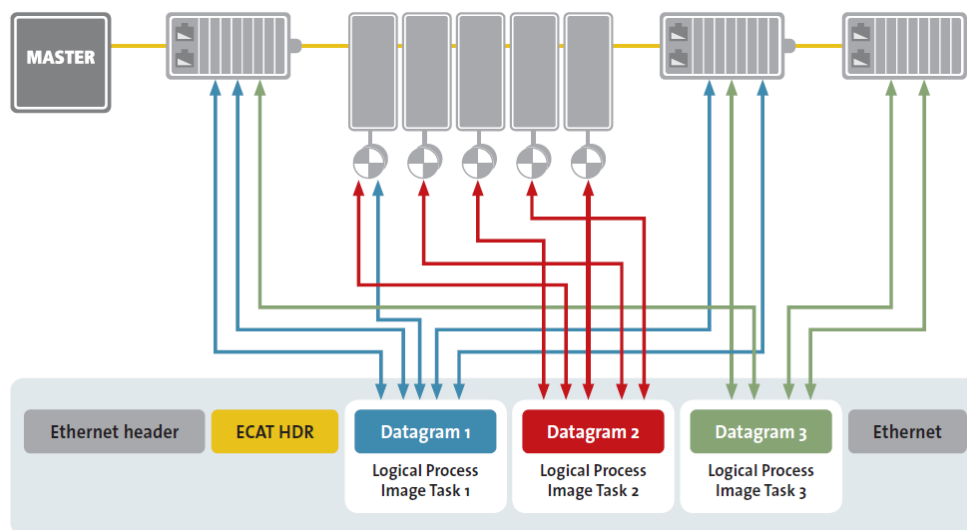 MASTER
Ethernet header
ECAT HDR
Datagram 1
Datagram 2
Datagram 3
Ethernet
Logical Process
Image Task 1
Logical Process
Image Task 2
Logical Process
Image Task 3